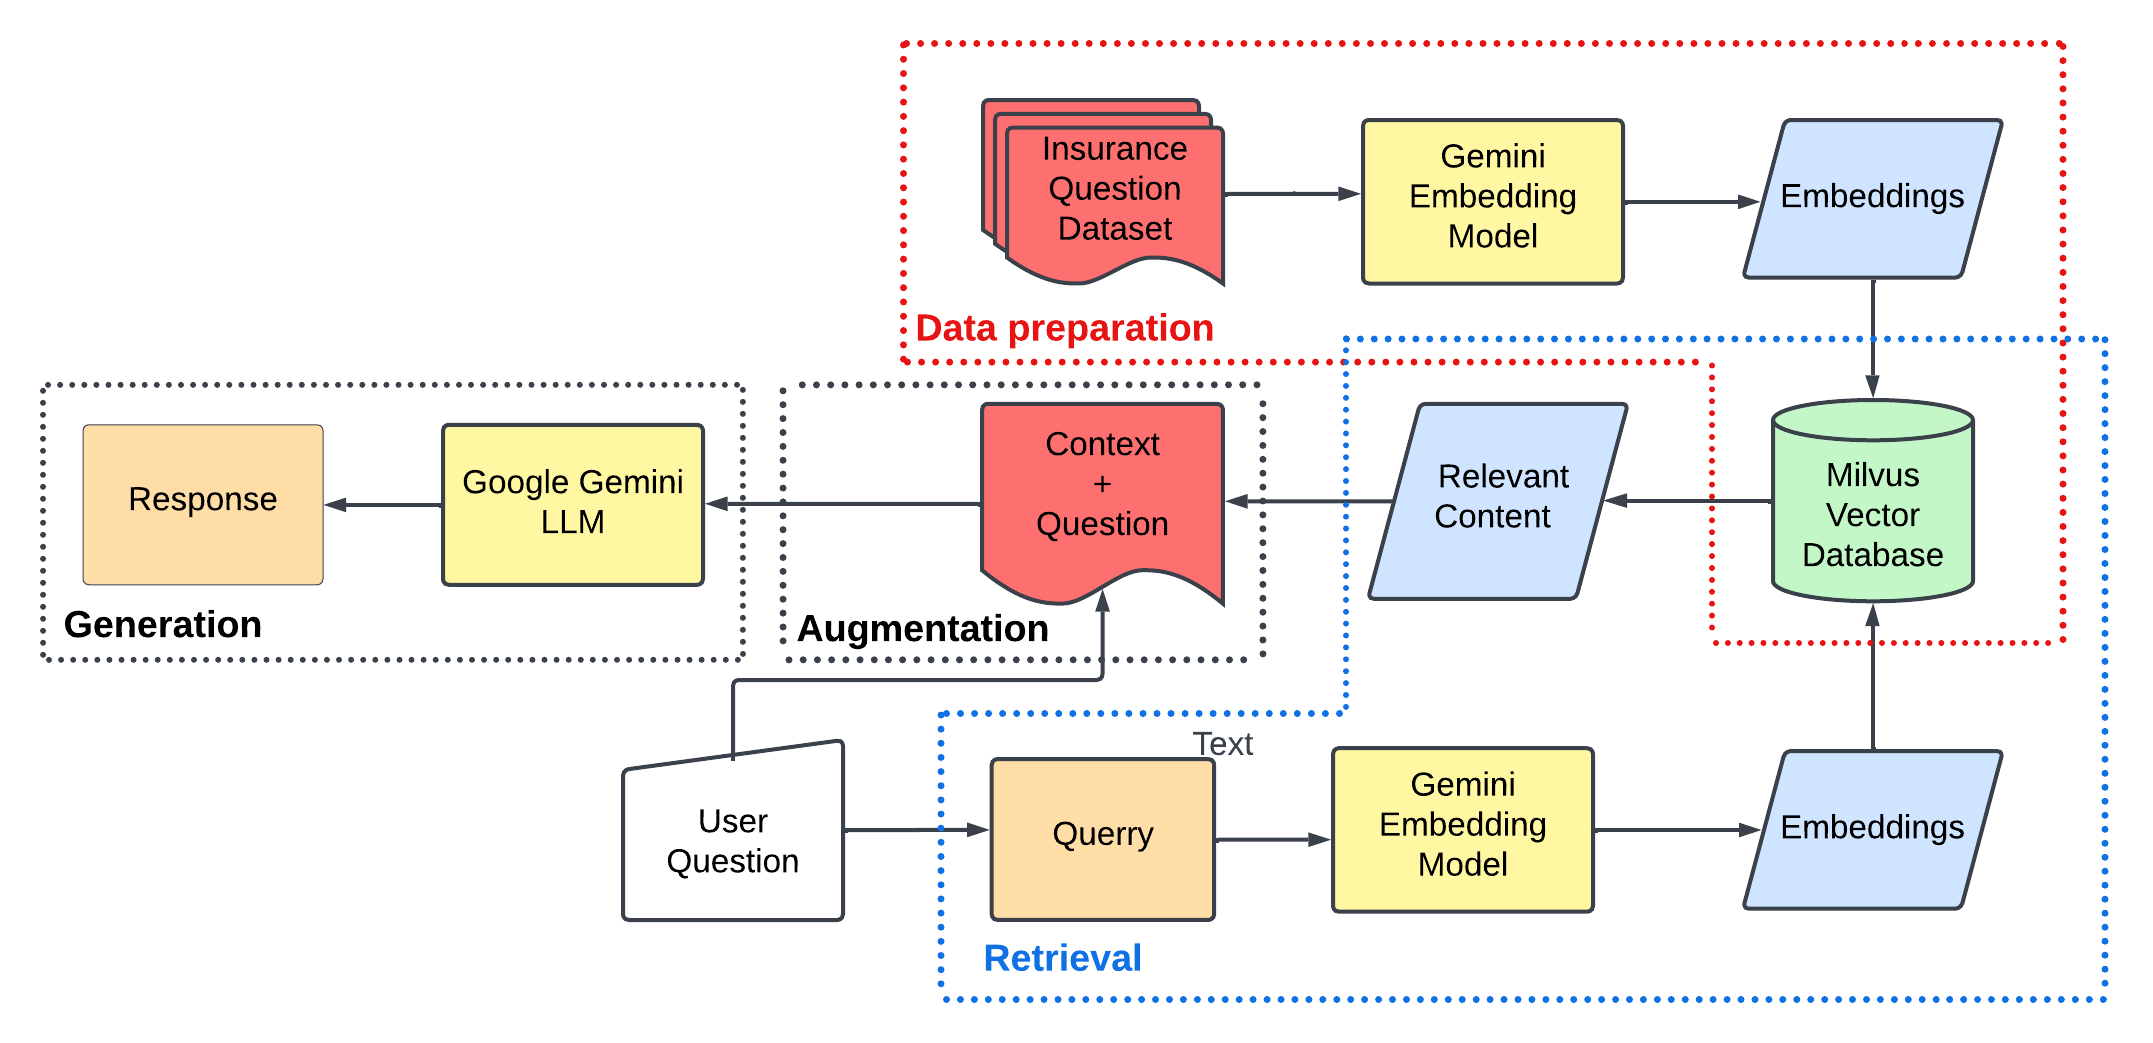 Insurance
Question
Dataset
Gemini
Embedding
Model
Embeddings
Data preparation
Response
Google Gemini
LLM
Generation
Context
+
Question
Augmentation
Relevant
Content
Milvus
Vector
Database
User
Question
Text
Querry
Gemini
Embedding
Model
Embeddings
Retrieval